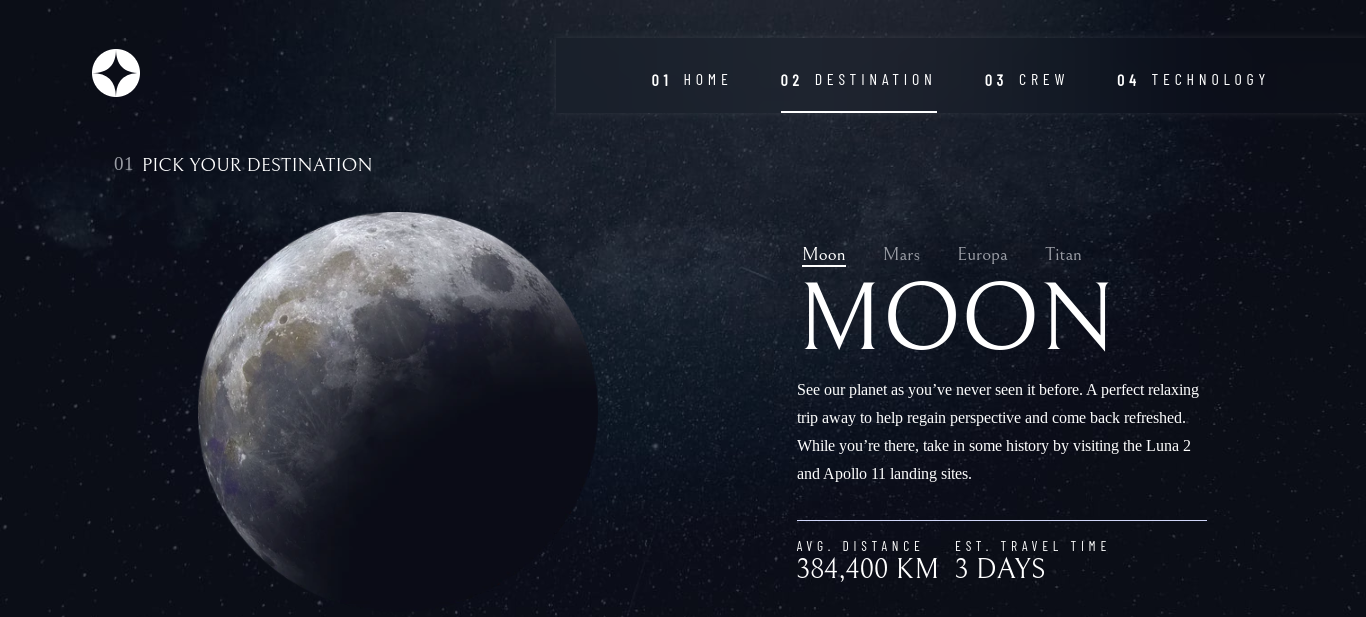 01 HOME 02 DESTINATION 03 CREW 04 TECHNOLOGY
01 PICK YOUR DESTINATION
Moon Mars Europa Titan
MOON
See our planet as you’ve never seen it before. A perfect relaxing
trip away to help regain perspective and come back refreshed.
While you’re there, take in some history by visiting the Luna 2
and Apollo 11 landing sites.
AVG. DISTANCE EST. TRAVEL TIME
384,400 KM 3 DAYS